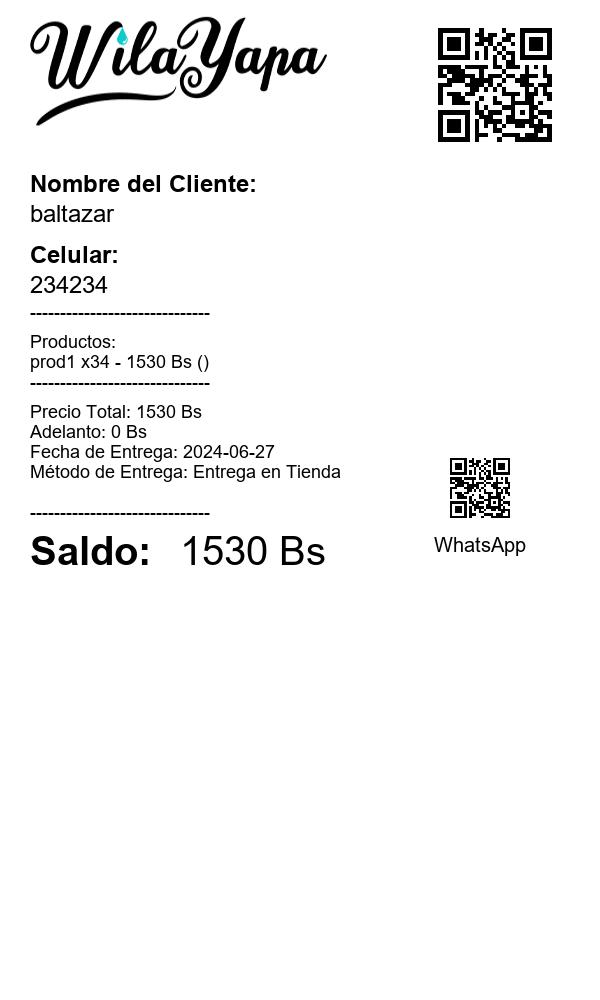 WilaYapa
Nombre del Cliente:
baltazar
Celular:
234234
------------------------------
Productos:
prod1 x34 - 1530 Bs ()
------------------------------
Precio Total: 1530 Bs
Adelanto: 0 Bs
Fecha de Entrega: 2024-06-27
Método de Entrega: Entrega en Tienda
------------------------------
Saldo: 1530 Bs
WhatsApp